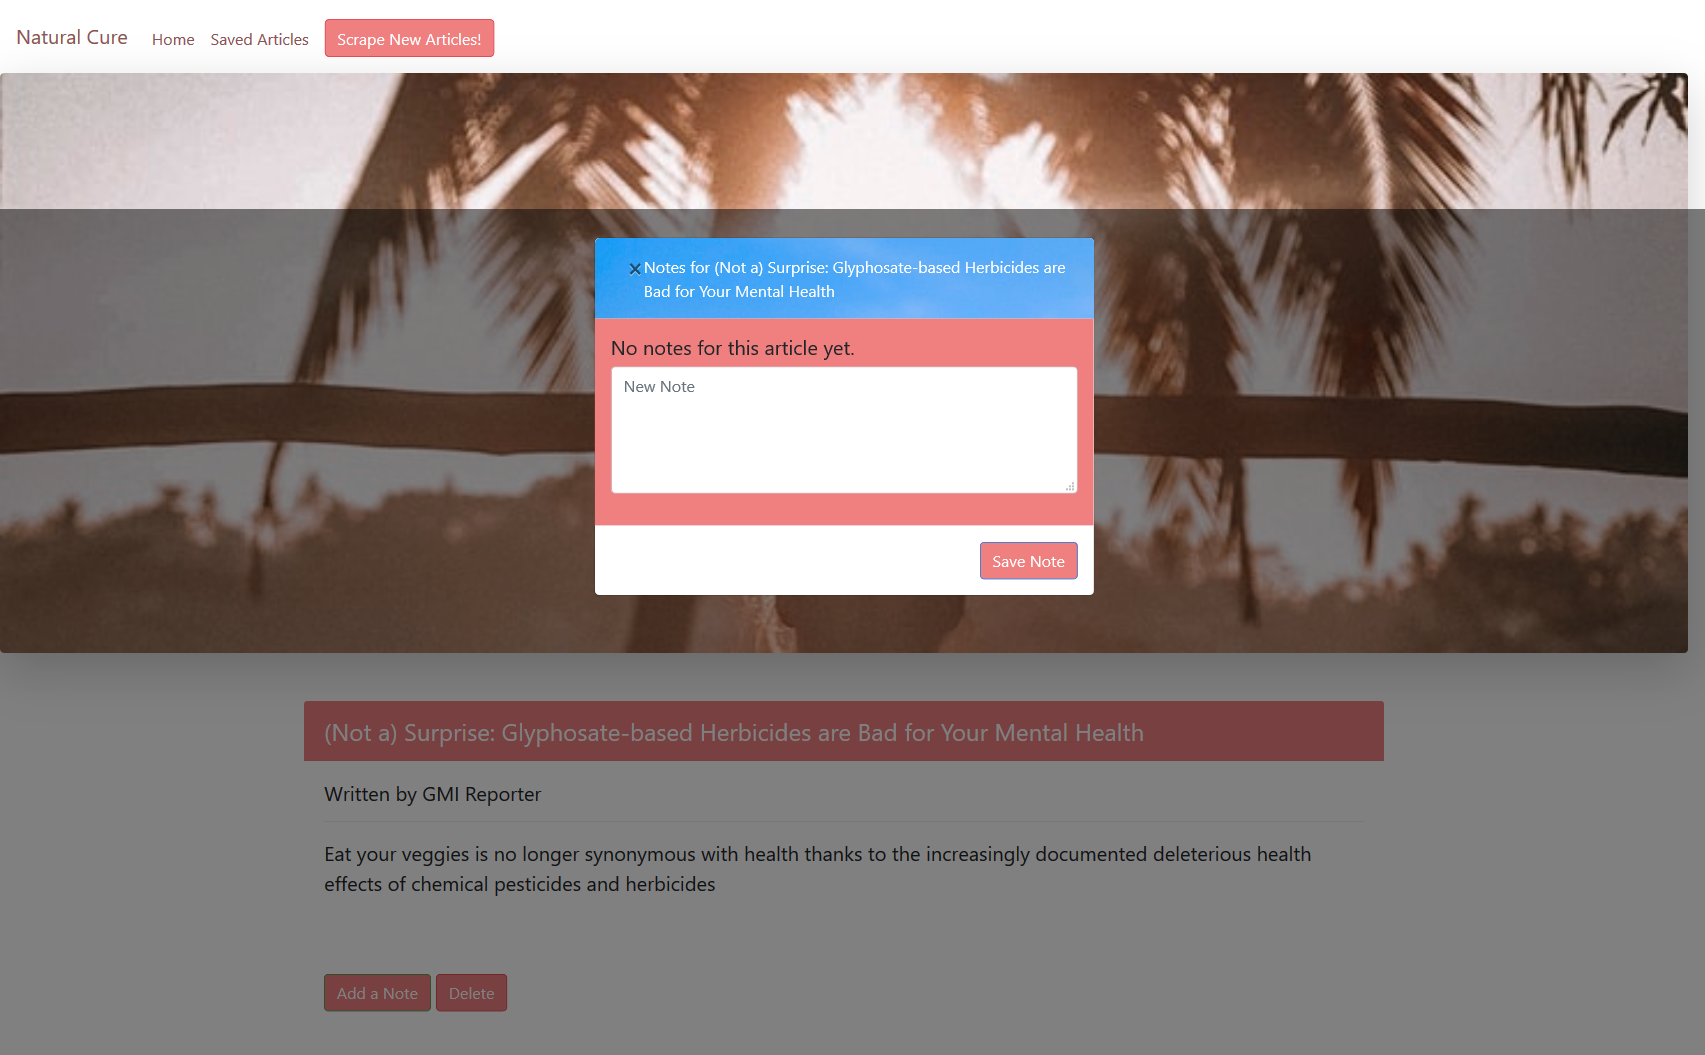 Natural Cure
Home
Saved Articles
Scrape New Articles!
×
Notes for (Not a) Surprise: Glyphosate-based Herbicides are
Bad for Your Mental Health
No notes for this article yet.
New Note
Save Note
(Not a) Surprise: Glyphosate-based Herbicides are Bad for Your Mental Health
Written by GMI Reporter
Eat your veggies is no longer synonymous with health thanks to the increasingly documented deleterious health
effects of chemical pesticides and herbicides
Add a Note
Delete